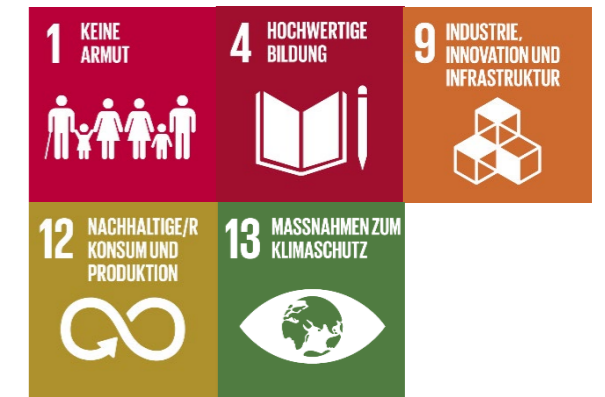 1 KEINE
ARMUT
4 HOCHWERTIGE
BILDUNG
9 INDUSTRIE,
INNOVATION UND
INFRASTRUKTUR
12 NACHHALTIGE/R
KONSUM UND
PRODUKTION
13 MASSNAHMEN ZUM
KLIMASCHUTZ